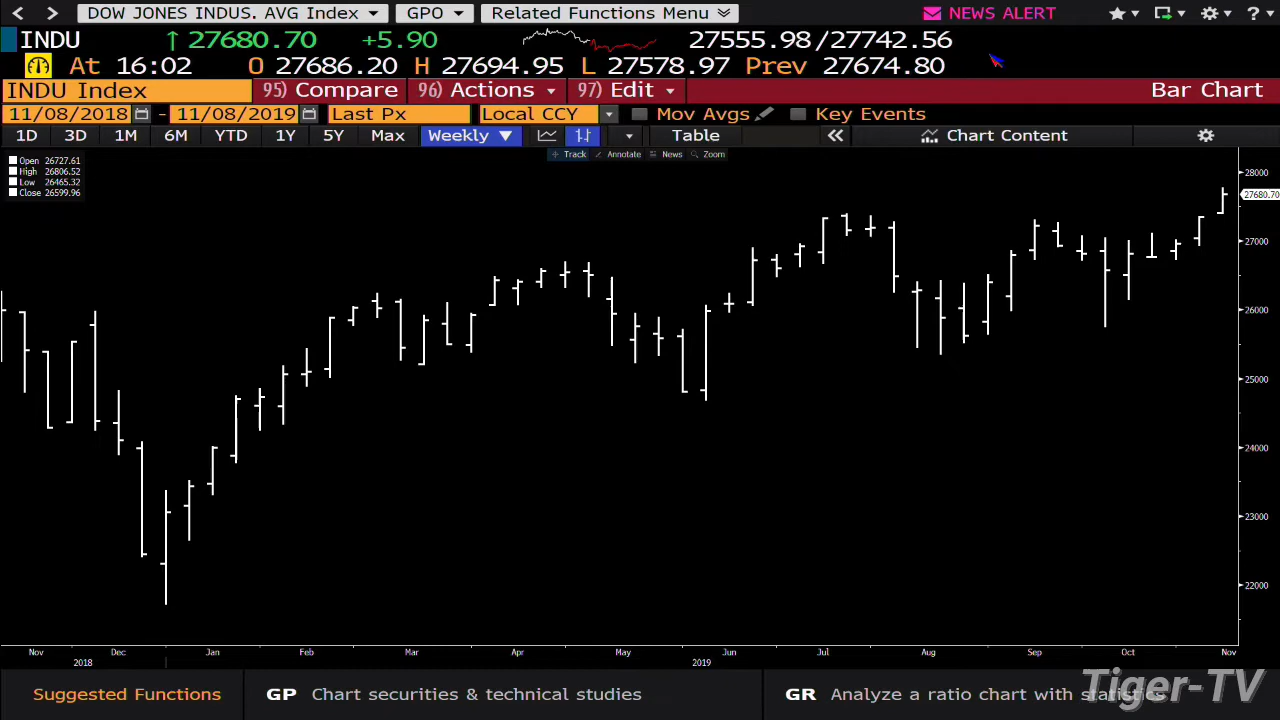 DOW JONES INDUS. AVG Index GPO Related Functions Menu NEWS ALERT ?
INDU ↑ 27680.70 +5.90 27555.98/27742.56
At 16:02 O 27686.20 H 27694.95 L 27578.97 Prev 27674.80
INDU Index 95) Compare 96) Actions 97) Edit Bar Chart
11/08/2018 - 11/08/2019 Last Px Local CCY Mov Avgs Key Events
1D 3D 1M 6M YTD 1Y 5Y Max Weekly ▼ Table « Chart Content
Track Annotate News Zoom
Open 26727.61
High 26806.52
Low 26465.32
Close 26599.96
28000
27680.70
27000
26000
25000
24000
23000
22000
Nov Dec Jan Feb Mar Apr May Jun Jul Aug Sep Oct Nov
2018 2019
Suggested Functions GP Chart securities & technical studies GR Analyze a ratio chart with statistics
Tiger-TV